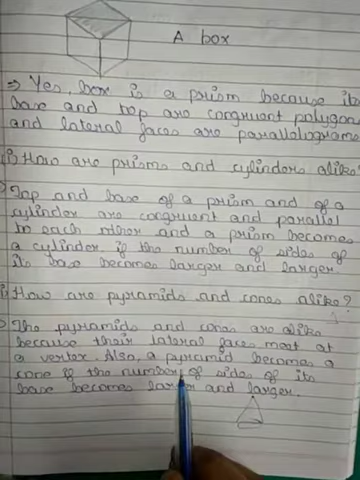 A box
⇒ Yes, box is a prism because its
base and top are congruent polygon
and lateral faces are parallelograms
i) How are prisms and cylinders alike?
Top and base of a prism and of a
cylinder are congruent and parallel
to each other and a prism becomes
a cylinder if the number of sides of
its base becomes larger and larger.
How are pyramids and cones alike?
The pyramids and cones are alike
because their lateral faces meet at
a vertex. Also, a pyramid becomes a
cone if the number of sides of its
base becomes larger and larger.